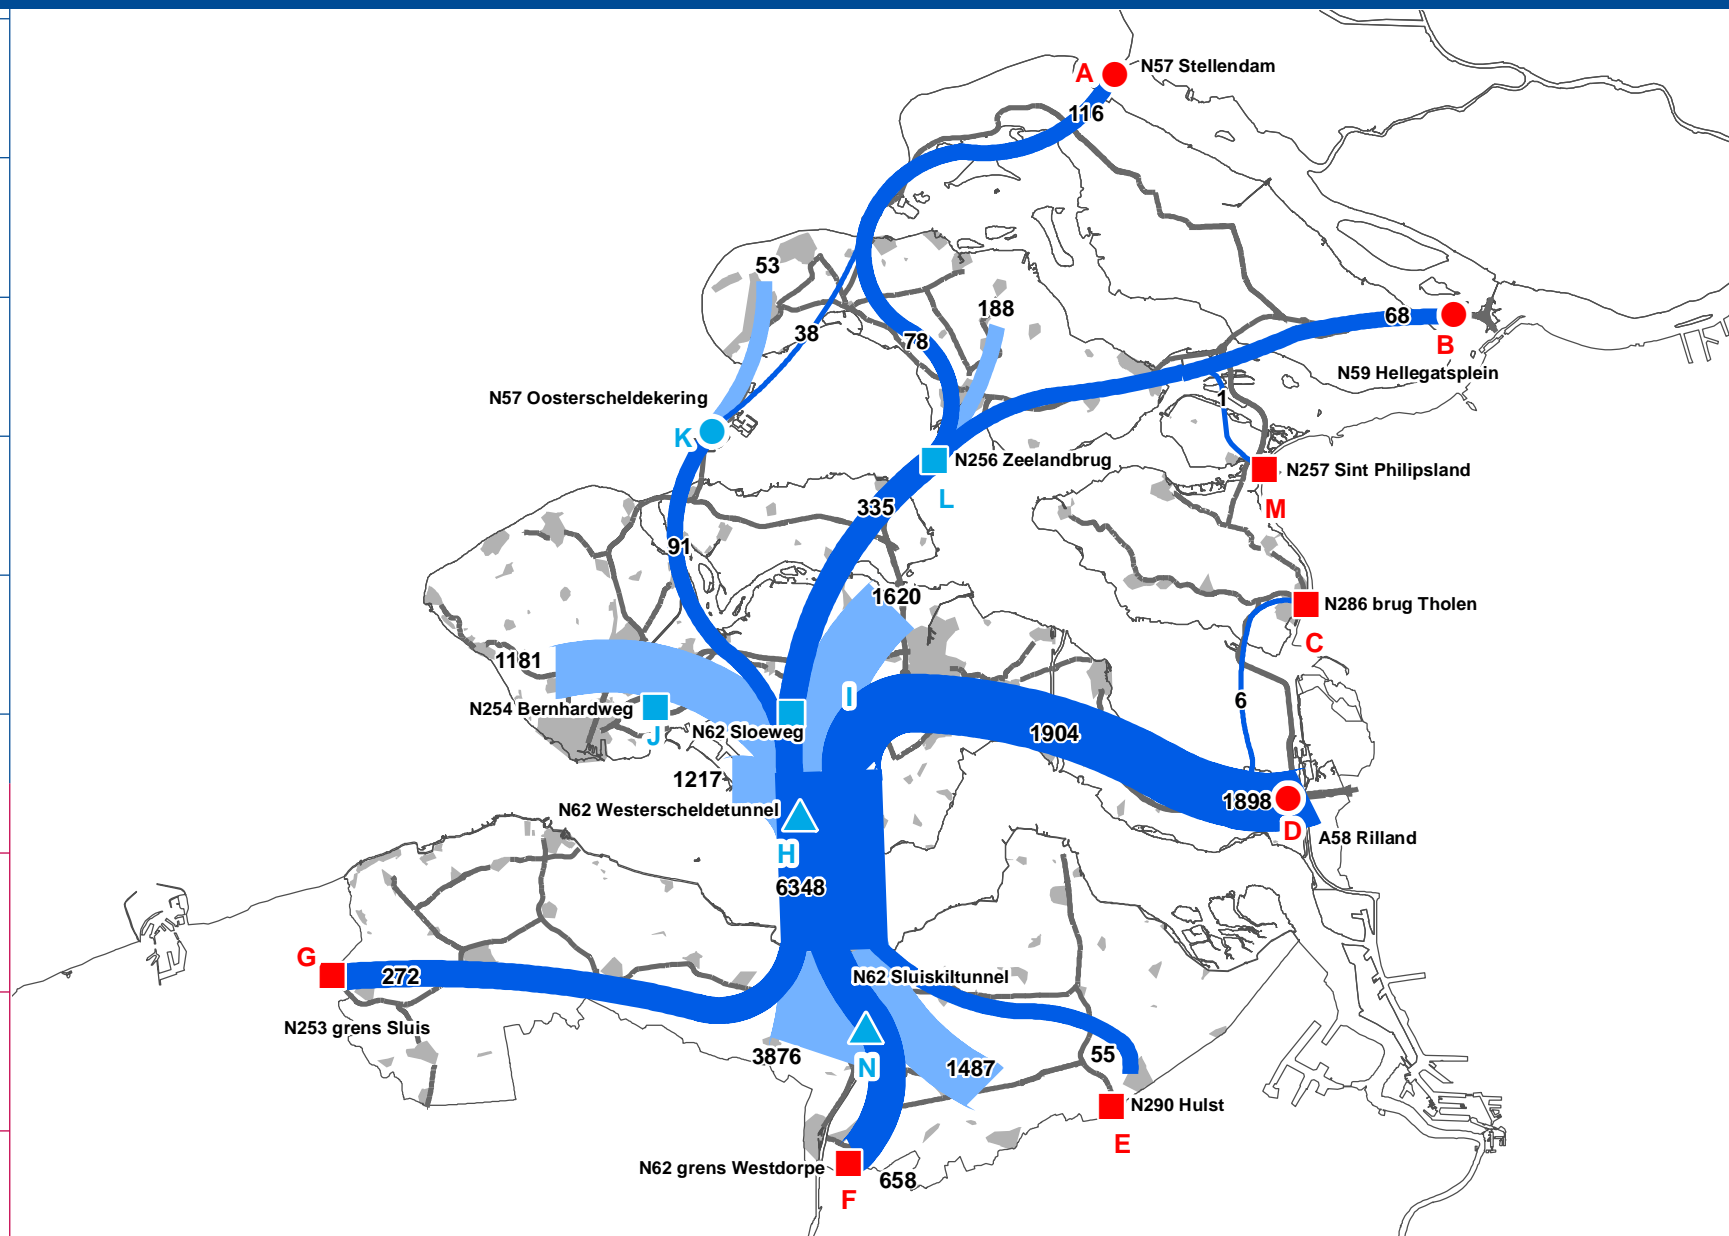 A
N57 Stellendam
116
53
188
38
78
68
B
N59 Hellegatsplein
N57 Oosterscheldekering
1
K
N256 Zeelandbrug
N257 Sint Philipsland
L
335
M
91
1620
N286 brug Tholen
C
1181
I
6
N254 Bernhardweg
J
N62 Sloeweg
1904
1217
N62 Westerscheldetunnel
1898
D
A58 Rilland
H
6348
G
272
N62 Sluiskiltunnel
N253 grens Sluis
3876
N
1487
55
N290 Hulst
E
N62 grens Westdorpe
658
F